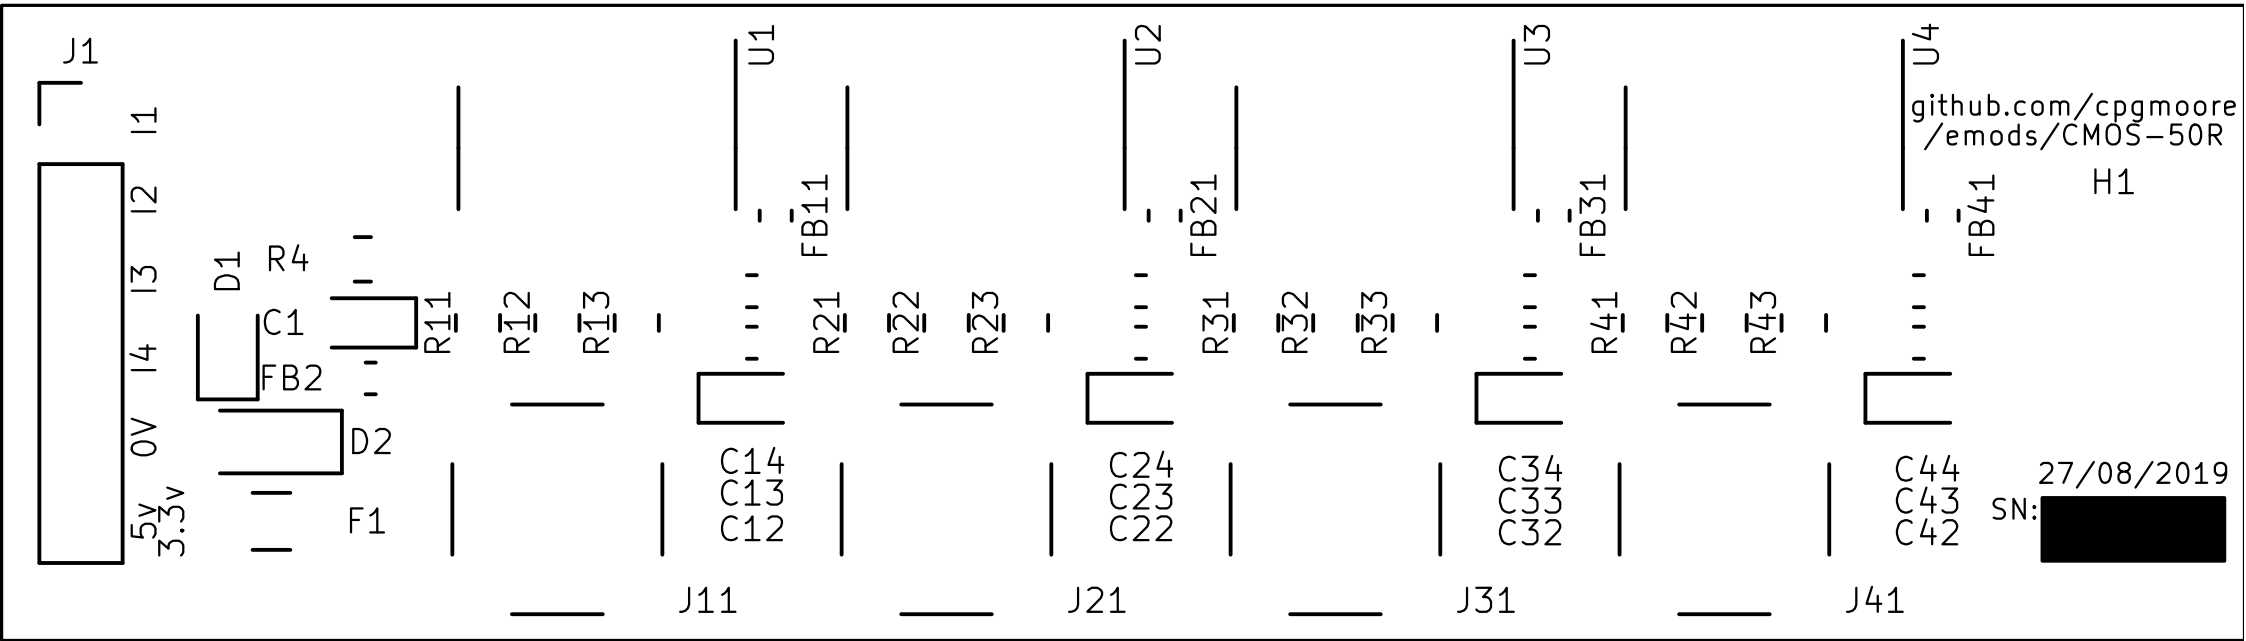 J1
U1
U2
U3
U4
github.com/cpgmoore
/emods/CMOS-50R
H1
I1
I2
I3
I4
0V
5v
3.3v
D1
R4
C1
FB2
D2
F1
FB11
FB21
FB31
FB41
R11
R12
R13
R21
R22
R23
R31
R32
R33
R41
R42
R43
C14
C13
C12
C24
C23
C22
C34
C33
C32
C44
C43
C42
27/08/2019
SN:
J11
J21
J31
J41